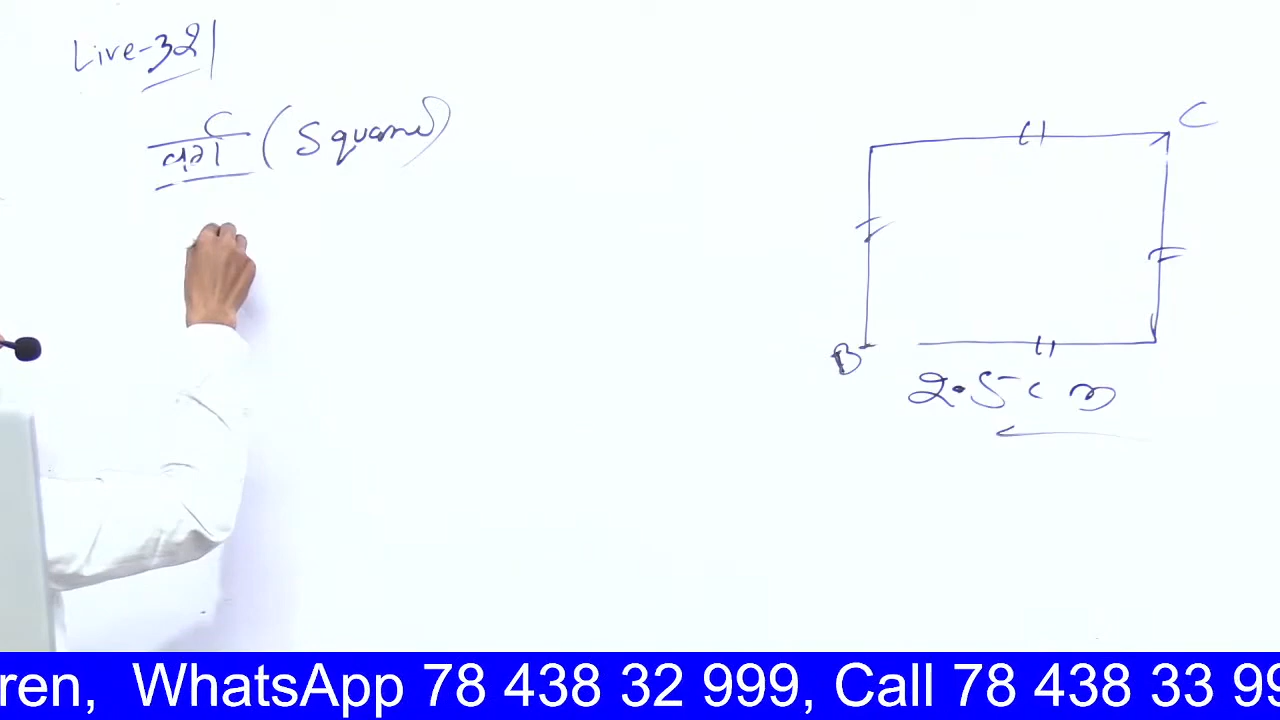 Live-321
वर्ग (Square)
C
B
2.5 cm
ren, WhatsApp 78 438 32 999, Call 78 438 33 99